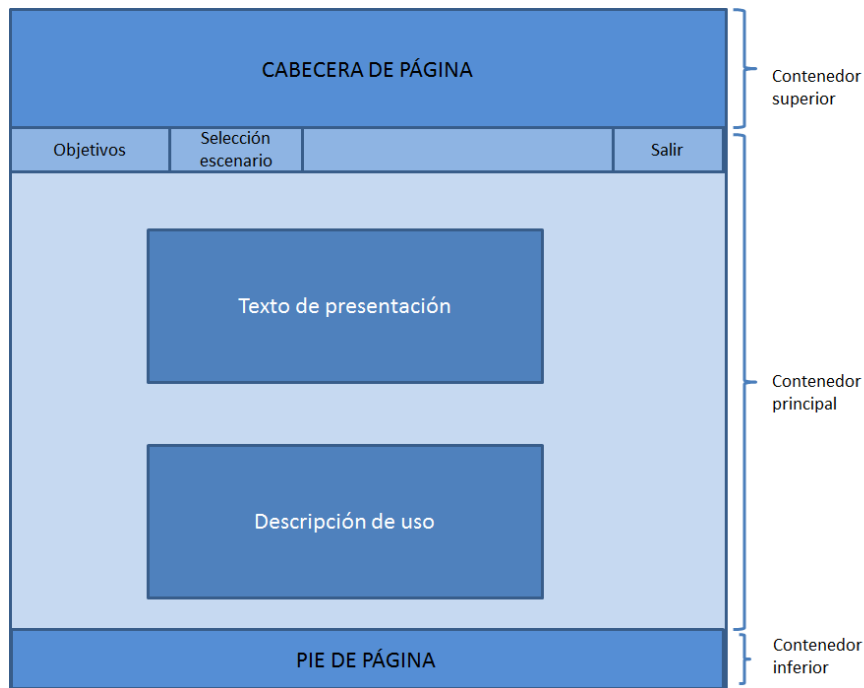 CABECERA DE PÁGINA
Contenedor
superior
Objetivos
Selección
escenario
Salir
Texto de presentación
Contenedor
principal
Descripción de uso
PIE DE PÁGINA
Contenedor
inferior